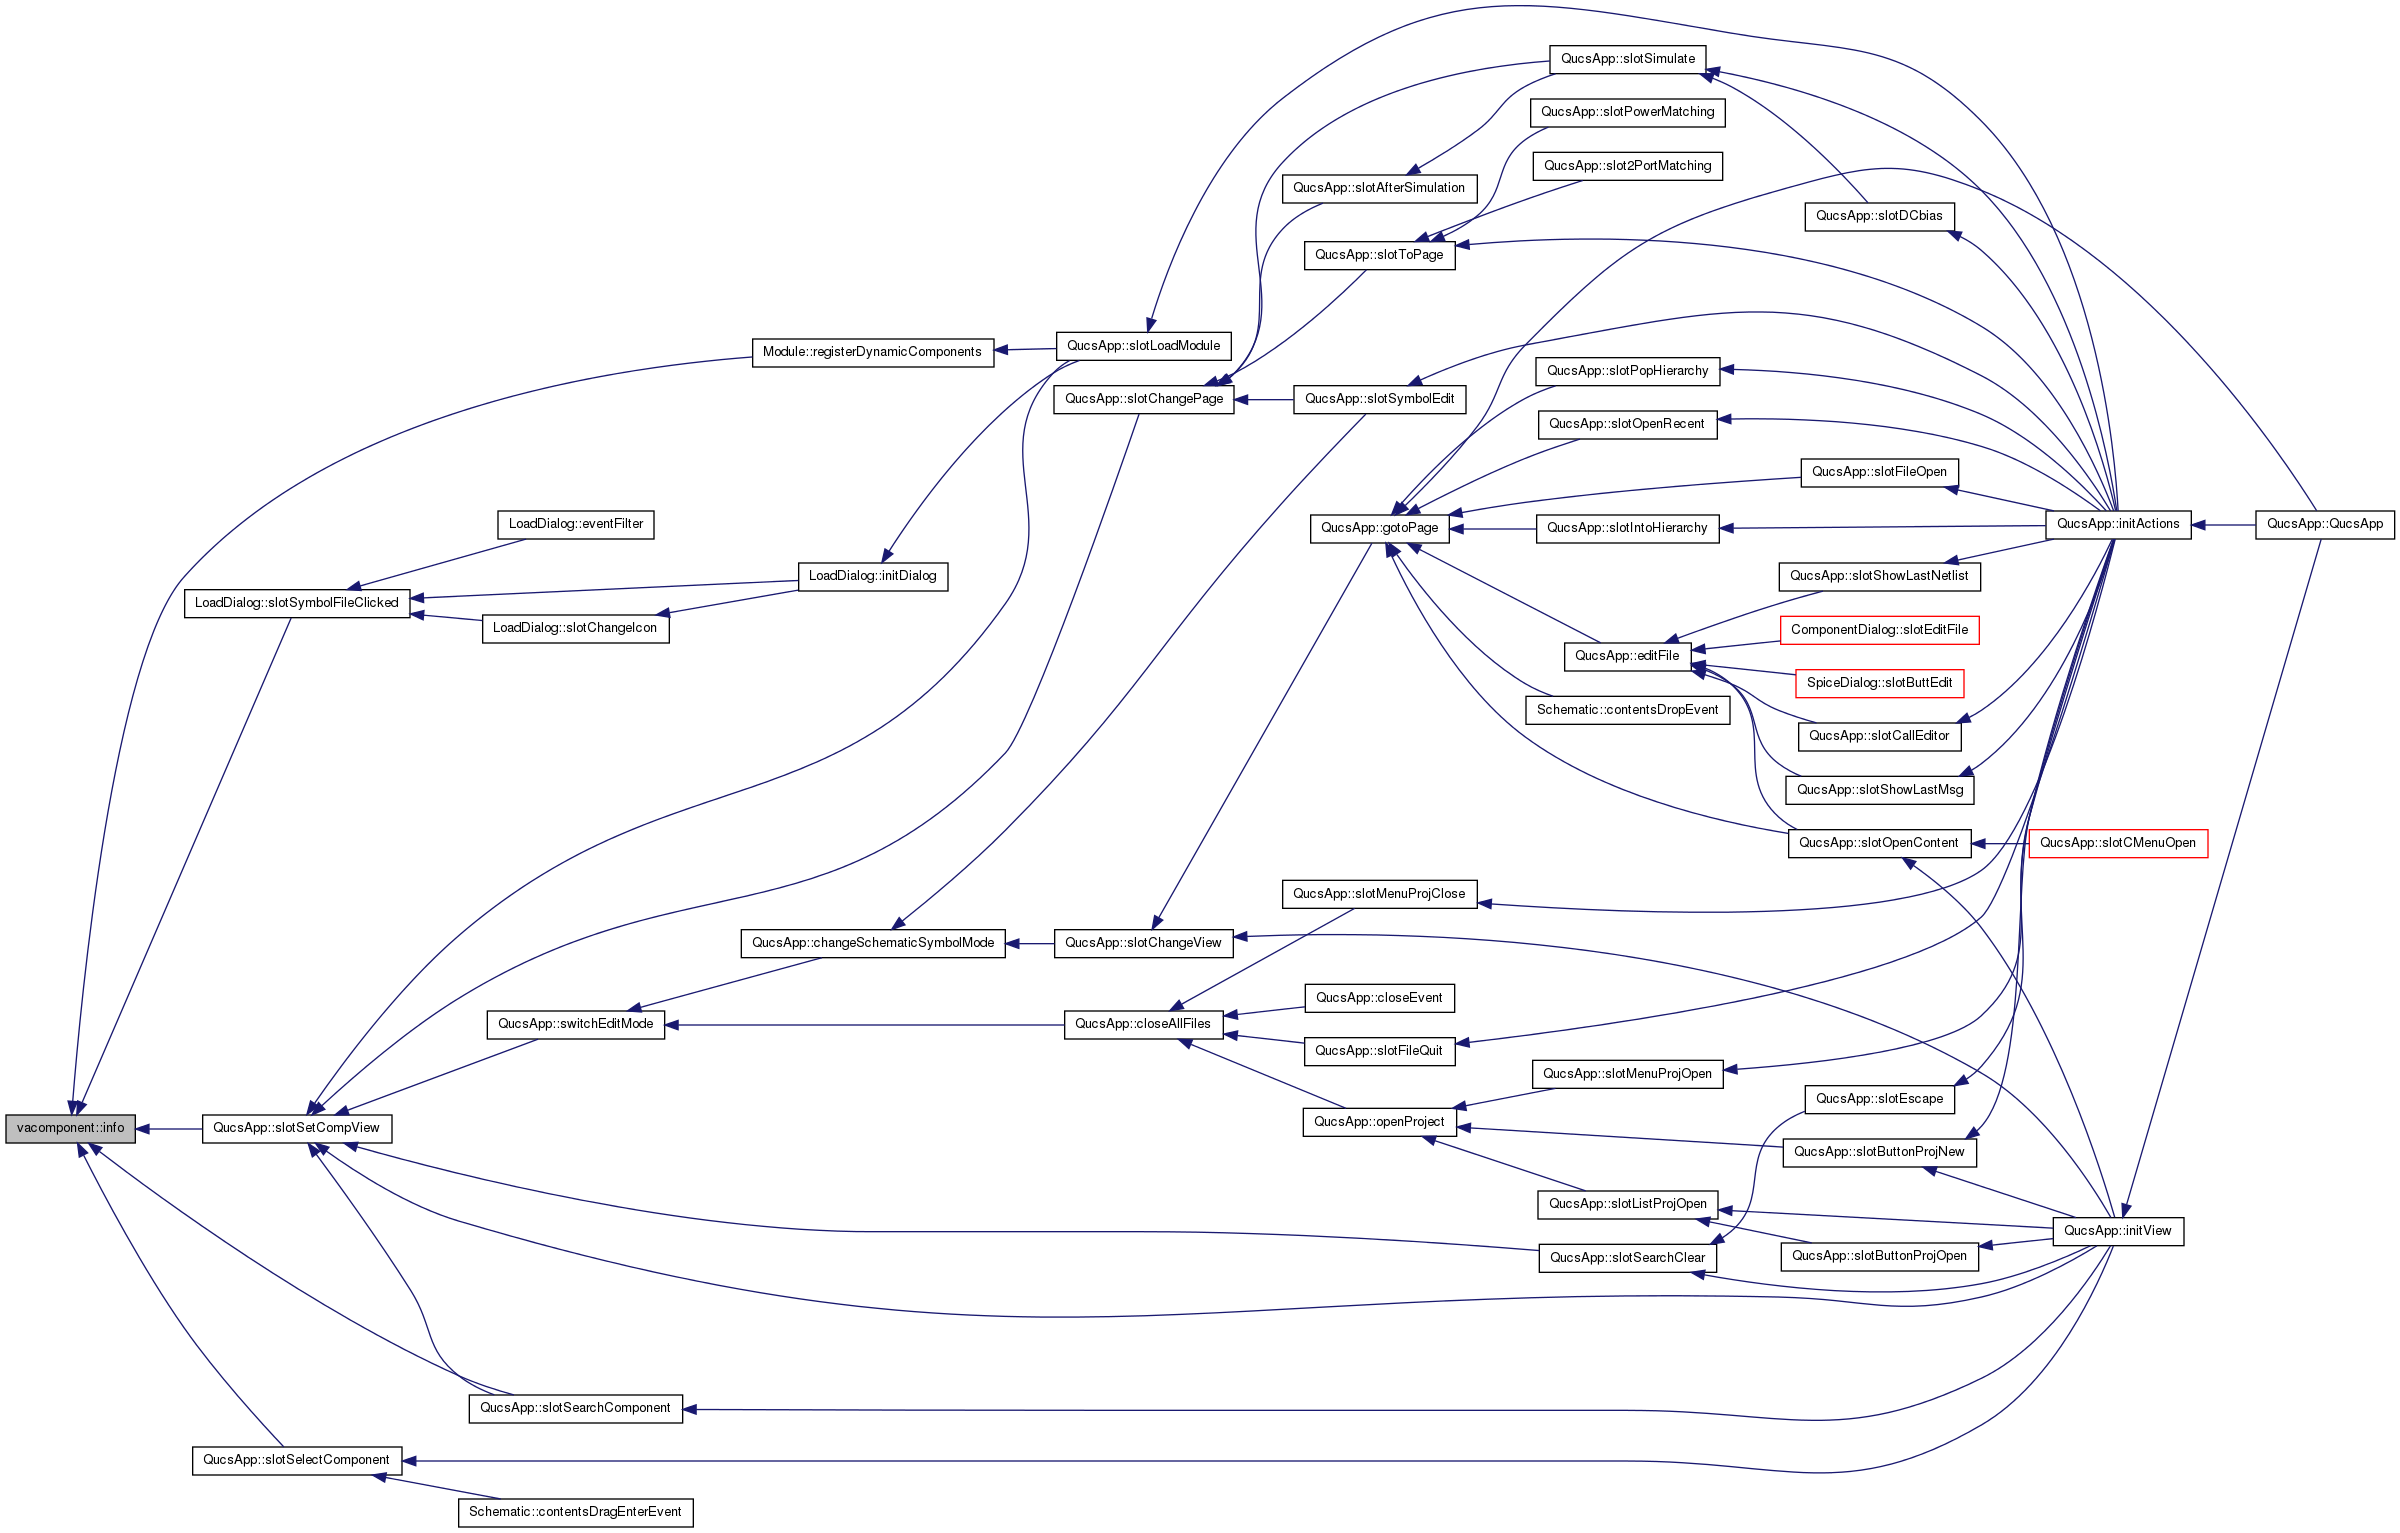 QucsApp::slotSimulate
QucsApp::slotPowerMatching
QucsApp::slot2PortMatching
QucsApp::slotAfterSimulation
QucsApp::slotDCbias
QucsApp::slotToPage
Module::registerDynamicComponents
QucsApp::slotLoadModule
QucsApp::slotPopHierarchy
QucsApp::slotChangePage
QucsApp::slotSymbolEdit
QucsApp::slotOpenRecent
QucsApp::slotFileOpen
LoadDialog::eventFilter
QucsApp::gotoPage
QucsApp::slotIntoHierarchy
QucsApp::initActions
QucsApp::QucsApp
LoadDialog::initDialog
QucsApp::slotShowLastNetlist
LoadDialog::slotSymbolFileClicked
LoadDialog::slotChangeIcon
ComponentDialog::slotEditFile
QucsApp::editFile
SpiceDialog::slotButtEdit
Schematic::contentsDropEvent
QucsApp::slotCallEditor
QucsApp::slotShowLastMsg
QucsApp::slotOpenContent
QucsApp::slotCMenuOpen
QucsApp::slotMenuProjClose
QucsApp::changeSchematicSymbolMode
QucsApp::slotChangeView
QucsApp::closeEvent
QucsApp::switchEditMode
QucsApp::closeAllFiles
QucsApp::slotFileQuit
QucsApp::slotMenuProjOpen
QucsApp::slotEscape
vacomponent::info
QucsApp::slotSetCompView
QucsApp::openProject
QucsApp::slotButtonProjNew
QucsApp::slotListProjOpen
QucsApp::initView
QucsApp::slotSearchClear
QucsApp::slotButtonProjOpen
QucsApp::slotSearchComponent
QucsApp::slotSelectComponent
Schematic::contentsDragEnterEvent